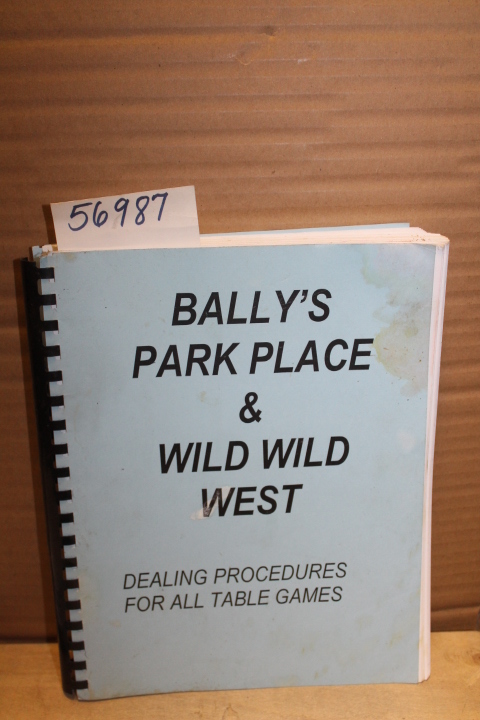 56987
BALLY'S
PARK PLACE
&
WILD WILD
WEST
DEALING PROCEDURES
FOR ALL TABLE GAMES